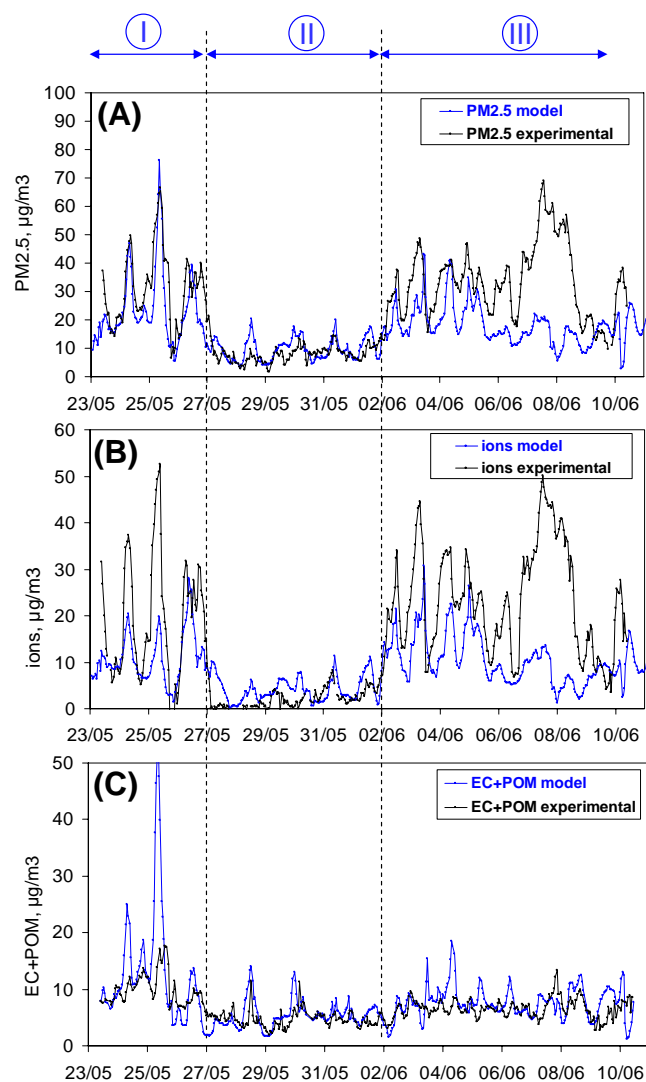 I II III
(A)
PM2.5 model
PM2.5 experimental
PM2.5, µg/m3
100
90
80
70
60
50
40
30
20
10
0
23/05 25/05 27/05 29/05 31/05 02/06 04/06 06/06 08/06 10/06
(B)
ions model
ions experimental
ions, µg/m3
60
50
40
30
20
10
0
23/05 25/05 27/05 29/05 31/05 02/06 04/06 06/06 08/06 10/06
(C)
EC+POM model
EC+POM experimental
EC+POM, µg/m3
50
40
30
20
10
0
23/05 25/05 27/05 29/05 31/05 02/06 04/06 06/06 08/06 10/06